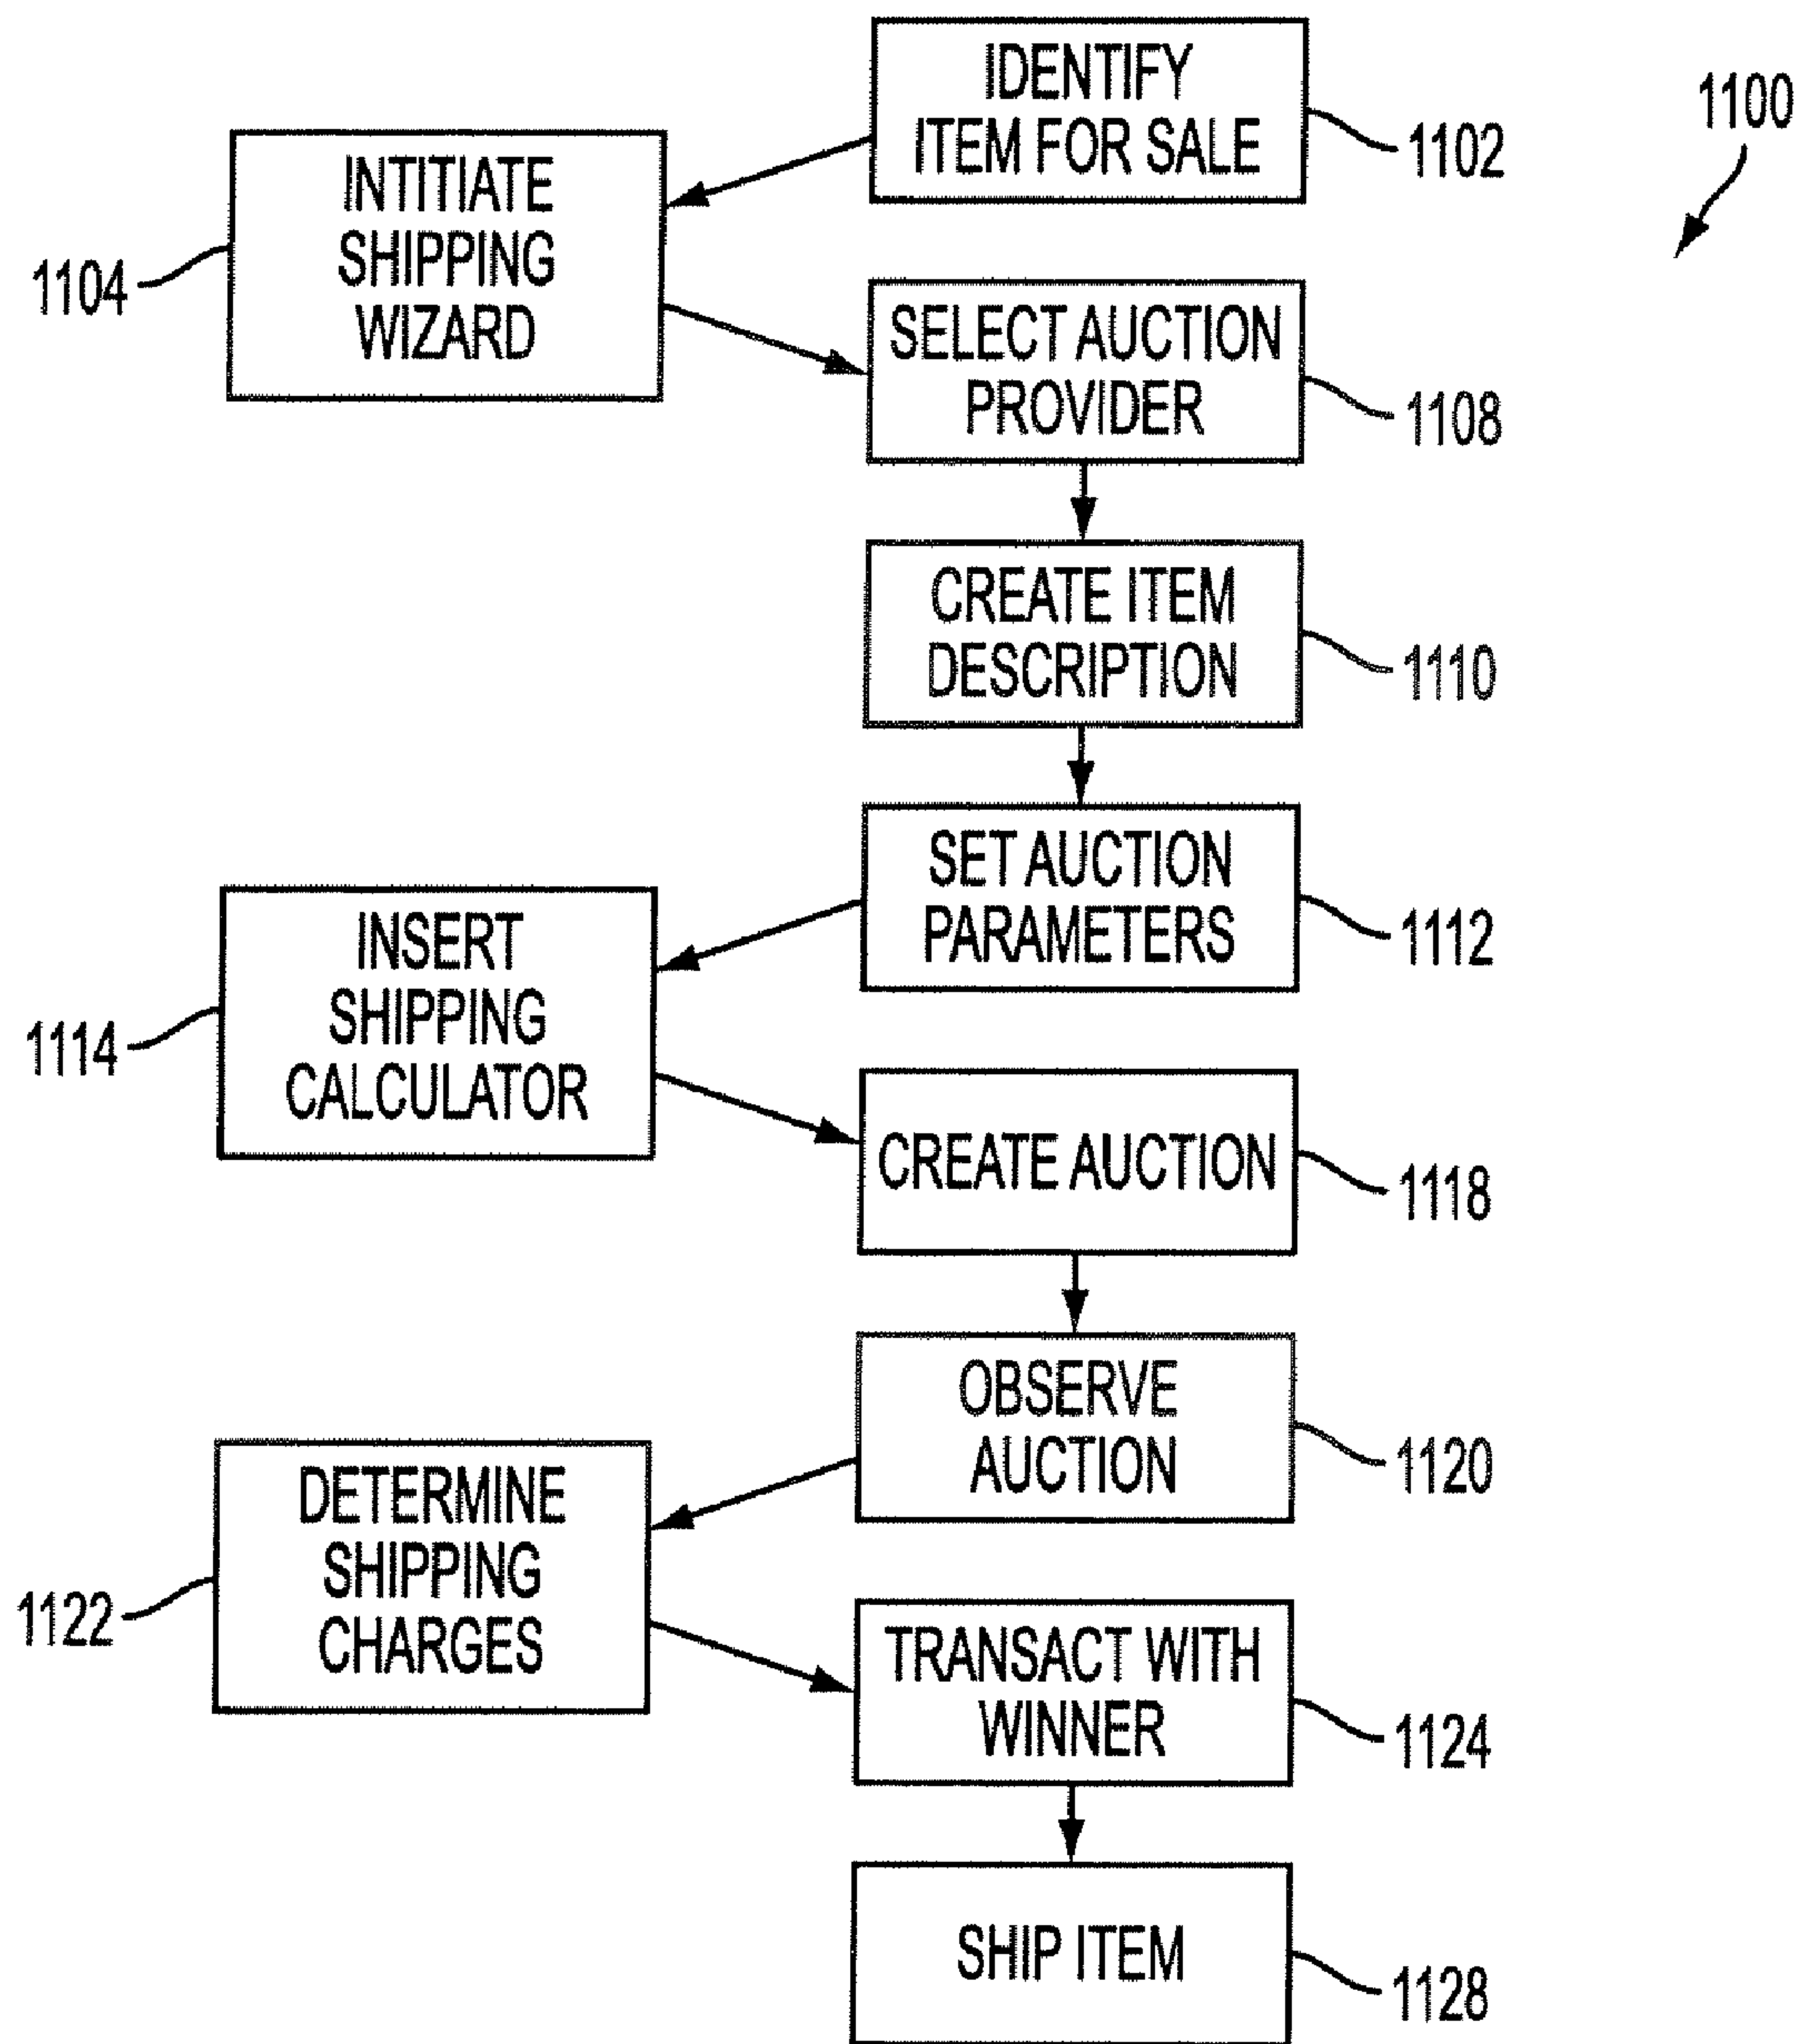 IDENTIFY
ITEM FOR SALE
1102
1100
INTITIATE
SHIPPING
WIZARD
1104
SELECT AUCTION
PROVIDER
1108
CREATE ITEM
DESCRIPTION
1110
SET AUCTION
PARAMETERS
1112
INSERT
SHIPPING
CALCULATOR
1114
CREATE AUCTION
1118
OBSERVE
AUCTION
1120
DETERMINE
SHIPPING
CHARGES
1122
TRANSACT WITH
WINNER
1124
SHIP ITEM
1128